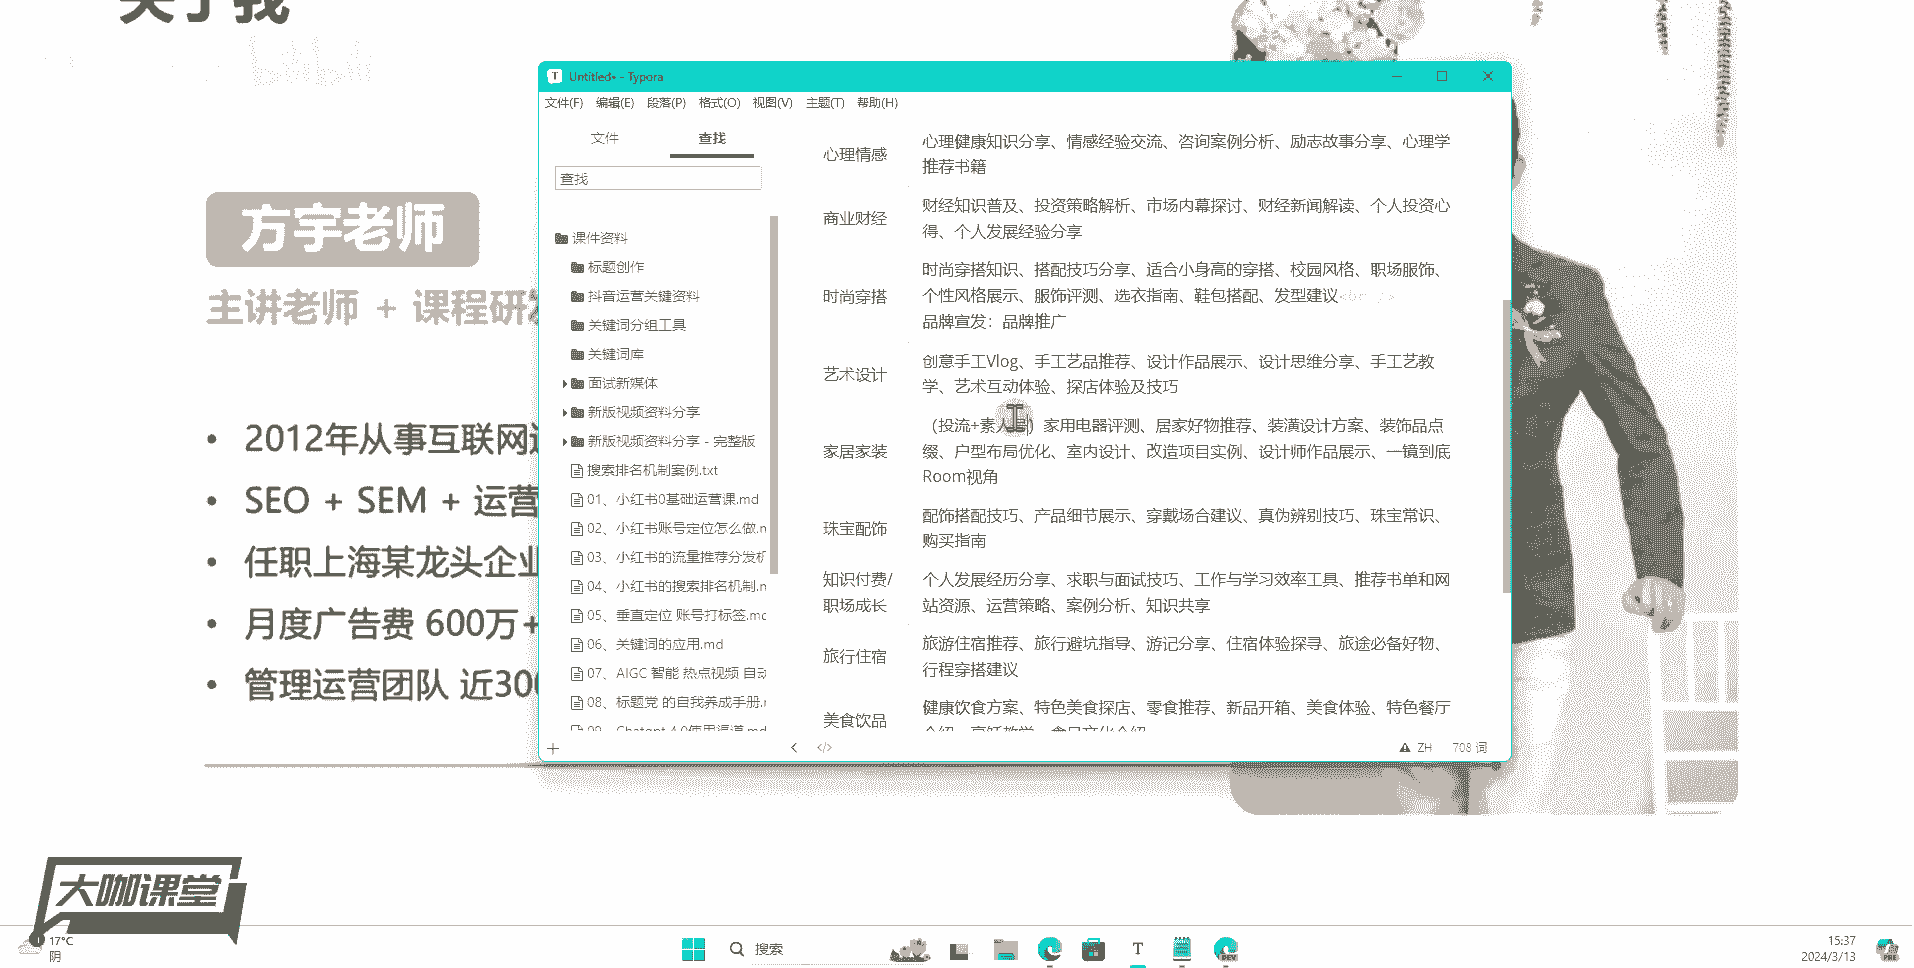 关于我
bilibili
方宇老师
主讲老师 + 课程研发
• 2012年从事互联网运
• SEO + SEM + 运营
• 任职上海某龙头企业
• 月度广告费 600万+
• 管理运营团队 近300
Untitled• - Typora
文件(F) 编辑(E) 段落(P) 格式(O) 视图(V) 主题(T) 帮助(H)
文件 查找
查找
课件资料
标题创作
抖音运营关键资料
关键词分组工具
关键词库
面试新媒体
新版视频资料分享
新版视频资料分享 - 完整版
搜索排名机制案例.txt
01、小红书0基础运营课.md
02、小红书账号定位怎么做.m
03、小红书的流量推荐分发机
04、小红书的搜索排名机制.m
05、垂直定位 账号打标签.md
06、关键词的应用.md
07、AIGC 智能 热点视频 自动
08、标题党 的自我养成手册.m
09、Chatgpt 4.0使用渠道.md
心理情感
心理健康知识分享、情感经验交流、咨询案例分析、励志故事分享、心理学
推荐书籍
商业财经
财经知识普及、投资策略解析、市场内幕探讨、财经新闻解读、个人投资心
得、个人发展经验分享
时尚穿搭
时尚穿搭知识、搭配技巧分享、适合小身高的穿搭、校园风格、职场服饰、
个性风格展示、服饰评测、选衣指南、鞋包搭配、发型建议
品牌宣发：品牌推广
艺术设计
创意手工Vlog、手工艺品推荐、设计作品展示、设计思维分享、手工艺教
学、艺术互动体验、探店体验及技巧
家居家装
（投流+素人 ）家用电器评测、居家好物推荐、装潢设计方案、装饰品点
缀、户型布局优化、室内设计、改造项目实例、设计师作品展示、一镜到底
Room视角
珠宝配饰
配饰搭配技巧、产品细节展示、穿戴场合建议、真伪辨别技巧、珠宝常识、
购买指南
知识付费/
职场成长
个人发展经历分享、求职与面试技巧、工作与学习效率工具、推荐书单和网
站资源、运营策略、案例分析、知识共享
旅行住宿
旅游住宿推荐、旅行避坑指导、游记分享、住宿体验探寻、旅途必备好物、
行程穿搭建议
美食饮品
健康饮食方案、特色美食探店、零食推荐、新品开箱、美食体验、特色餐厅
介绍、烹饪教学、食品文化介绍
ZH 708 词
大咖课堂
17°C
阴
搜索
DEV
15:37
2024/3/13
PRE